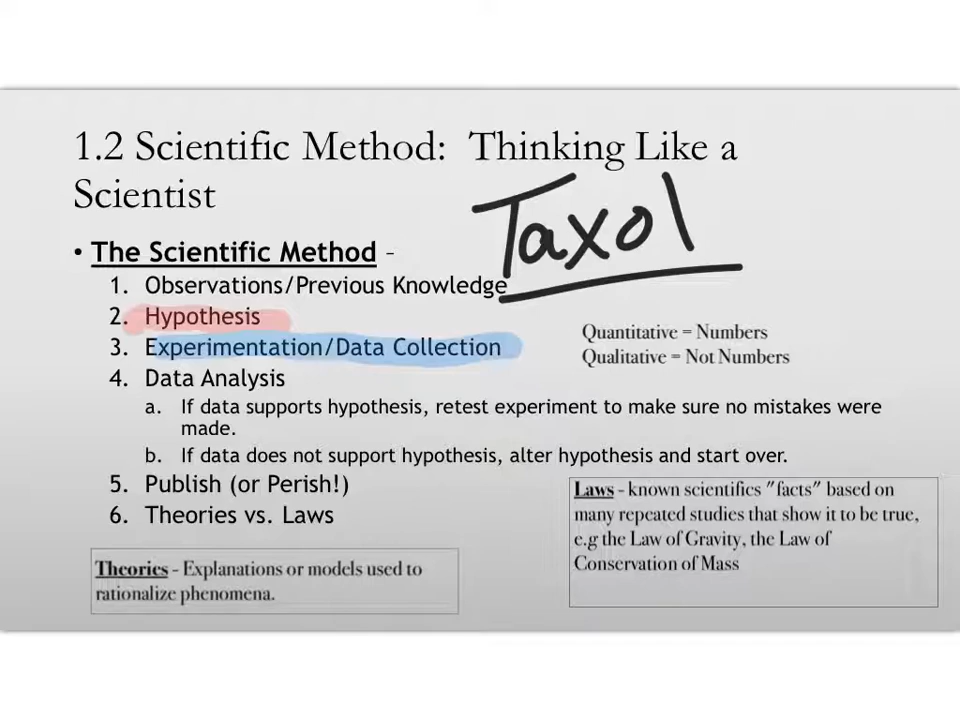 1.2 Scientific Method:  Thinking Like a
Scientist
Taxol
• The Scientific Method –
1. Observations/Previous Knowledge
2. Hypothesis
3. Experimentation/Data Collection
Quantitative = Numbers
Qualitative = Not Numbers
4. Data Analysis
a. If data supports hypothesis, retest experiment to make sure no mistakes were
made.
b. If data does not support hypothesis, alter hypothesis and start over.
5. Publish (or Perish!)
6. Theories vs. Laws
Laws – known scientifics "facts" based on
many repeated studies that show it to be true,
e.g the Law of Gravity, the Law of
Conservation of Mass
Theories – Explanations or models used to
rationalize phenomena.